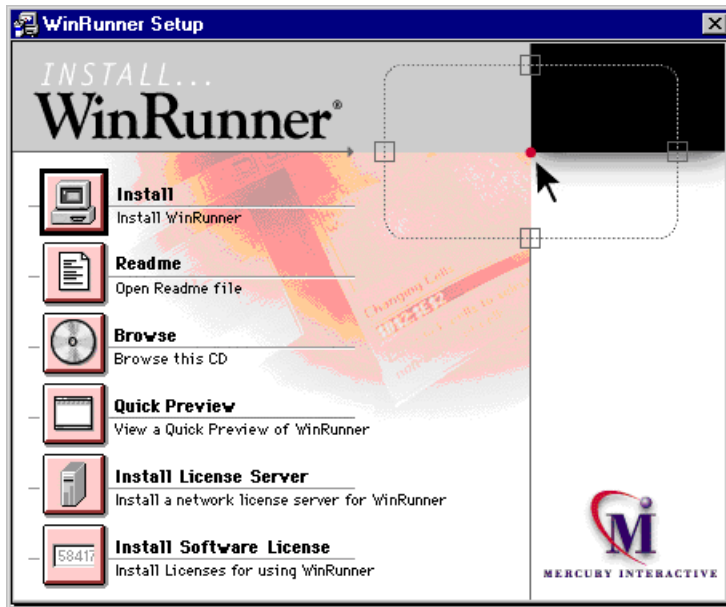 WinRunner Setup
INSTALL...
WinRunner®
Install
Install WinRunner
Readme
Open Readme file
Browse
Browse this CD
Changing Cells
Quick Preview
View a Quick Preview of WinRunner
Install License Server
Install a network license server for WinRunner
58417
Install Software License
Install Licenses for using WinRunner
M
MERCURY INTERACTIVE